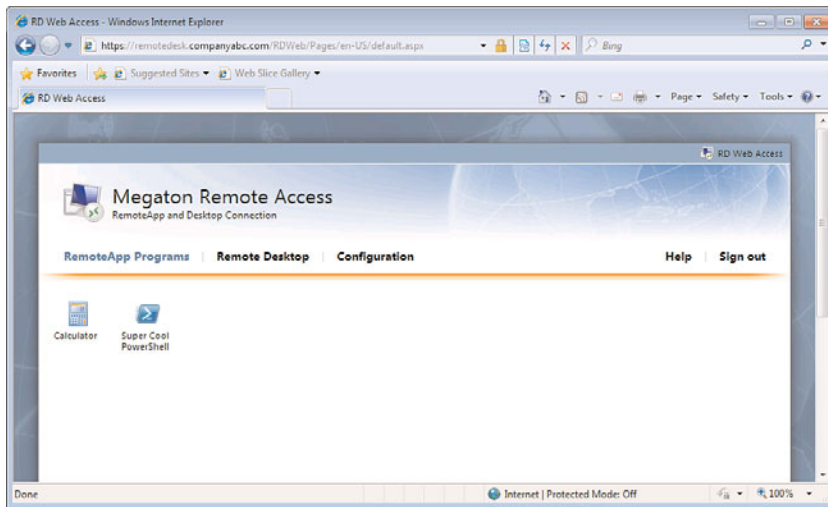 RD Web Access - Windows Internet Explorer
https://remotedesk.companyabc.com/RDWeb/Pages/en-US/default.aspx
Bing
Favorites
Suggested Sites
Web Slice Gallery
RD Web Access
Page
Safety
Tools
RD Web Access
Megaton Remote Access
RemoteApp and Desktop Connection
RemoteApp Programs
Remote Desktop
Configuration
Help
Sign out
Calculator
Super Cool
PowerShell
Done
Internet | Protected Mode: Off
100%